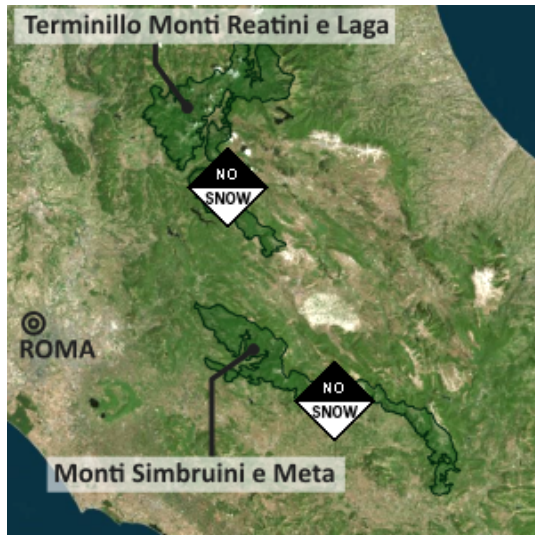 Terminillo Monti Reatini e Laga
NO
SNOW
ROMA
NO
SNOW
Monti Simbruini e Meta